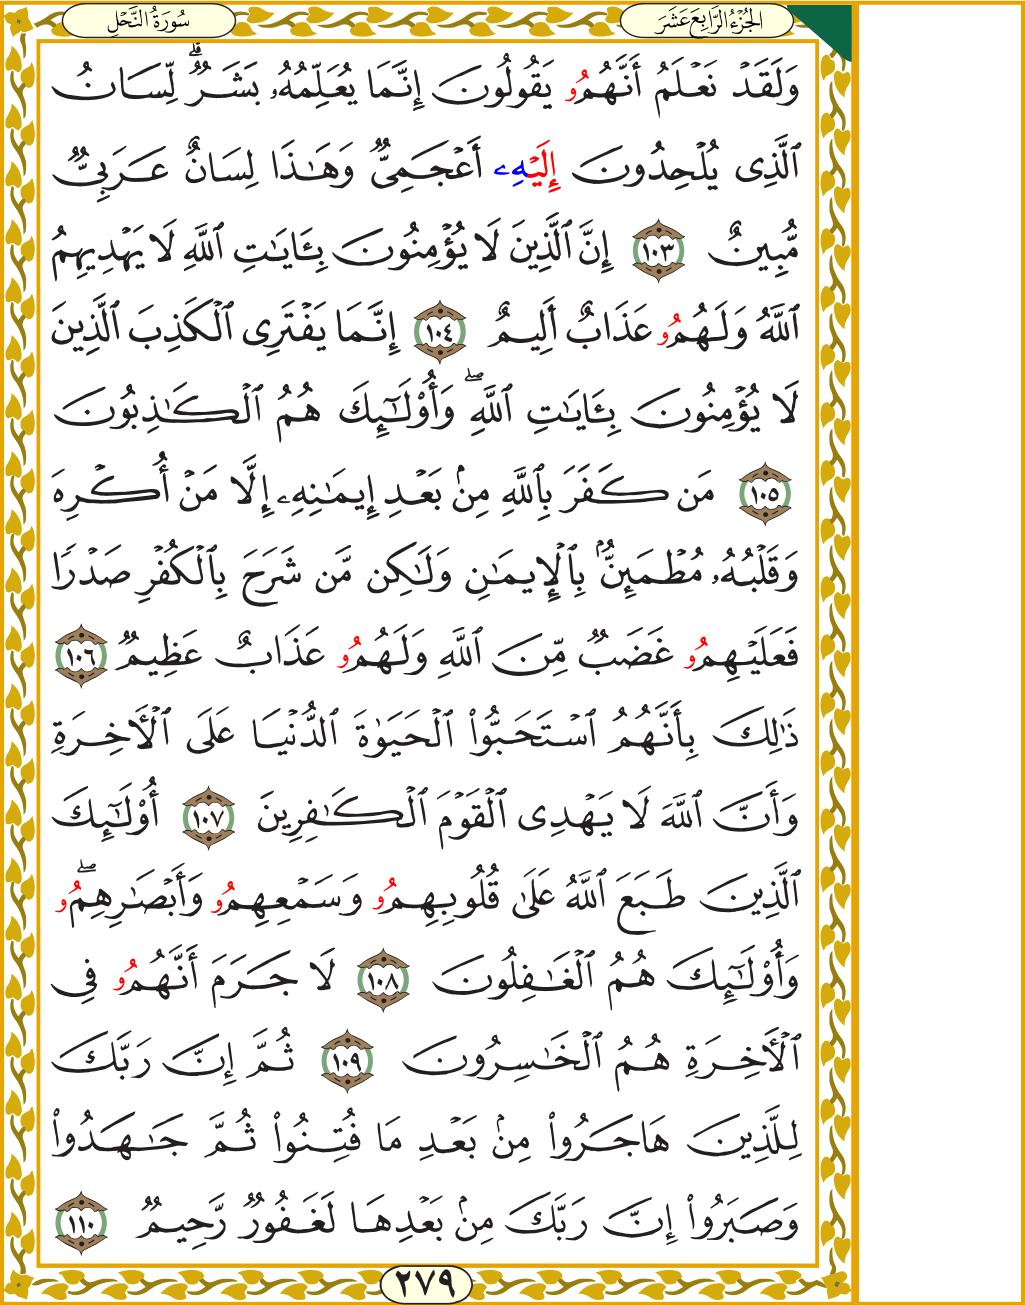 سُورَةُ النَّحْلِ
الجُزْءُ الرَّابِعَ عَشَرَ
وَلَقَدْ نَعْلَمُ أَنَّهُمُۥ يَقُولُونَ إِنَّمَا يُعَلِّمُهُۥ بَشَرٌۗ لِّسَانُ
ٱلَّذِى يُلْحِدُونَ إِلَيْهِۦ أَعْجَمِىٌّ وَهَـٰذَا لِسَانٌ عَرَبِىٌّ
مُّبِينٌ ١٠٣ إِنَّ ٱلَّذِينَ لَا يُؤْمِنُونَ بِـَٔايَـٰتِ ٱللَّهِ لَا يَهْدِيهِمُ
ٱللَّهُ وَلَهُمُۥ عَذَابٌ أَلِيمٌ ١٠٤ إِنَّمَا يَفْتَرِى ٱلْكَذِبَ ٱلَّذِينَ
لَا يُؤْمِنُونَ بِـَٔايَـٰتِ ٱللَّهِۖ وَأُو۟لَـٰٓئِكَ هُمُ ٱلْكَـٰذِبُونَ
١٠٥ مَن كَفَرَ بِٱللَّهِ مِنۢ بَعْدِ إِيمَـٰنِهِۦ إِلَّا مَنْ أُكْرِهَ
وَقَلْبُهُۥ مُطْمَئِنٌّۢ بِٱلْإِيمَـٰنِ وَلَـٰكِن مَّن شَرَحَ بِٱلْكُفْرِ صَدْرًا
فَعَلَيْهِمُۥ غَضَبٌ مِّنَ ٱللَّهِ وَلَهُمُۥ عَذَابٌ عَظِيمٌ ١٠٦
ذَٰلِكَ بِأَنَّهُمُ ٱسْتَحَبُّوا۟ ٱلْحَيَوٰةَ ٱلدُّنْيَا عَلَى ٱلْـَٔاخِرَةِ
وَأَنَّ ٱللَّهَ لَا يَهْدِى ٱلْقَوْمَ ٱلْكَـٰفِرِينَ ١٠٧ أُو۟لَـٰٓئِكَ
ٱلَّذِينَ طَبَعَ ٱللَّهُ عَلَىٰ قُلُوبِهِمُۥ وَسَمْعِهِمُۥ وَأَبْصَـٰرِهِمُۥۖ
وَأُو۟لَـٰٓئِكَ هُمُ ٱلْغَـٰفِلُونَ ١٠٨ لَا جَرَمَ أَنَّهُمُۥ فِى
ٱلْـَٔاخِرَةِ هُمُ ٱلْخَـٰسِرُونَ ١٠٩ ثُمَّ إِنَّ رَبَّكَ
لِلَّذِينَ هَاجَرُوا۟ مِنۢ بَعْدِ مَا فُتِنُوا۟ ثُمَّ جَـٰهَدُوا۟
وَصَبَرُوا۟ إِنَّ رَبَّكَ مِنۢ بَعْدِهَا لَغَفُورٌ رَّحِيمٌ ١١٠
٢٧٩